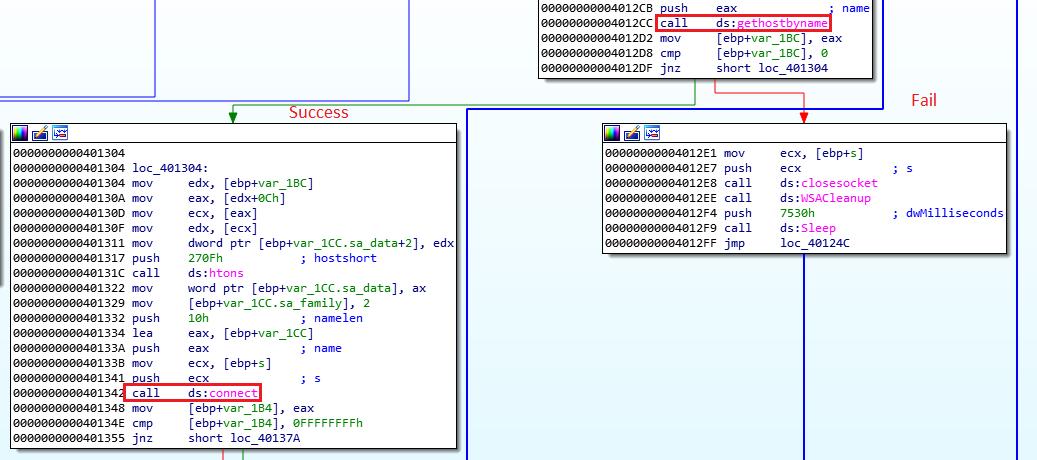 00000000004012CB push eax ; name
00000000004012CC call ds:gethostbyname
00000000004012D2 mov [ebp+var_1BC], eax
00000000004012D8 cmp [ebp+var_1BC], 0
00000000004012DF jnz short loc_401304
Success
Fail
0000000000401304
0000000000401304 loc_401304:
0000000000401304 mov edx, [ebp+var_1BC]
000000000040130A mov eax, [edx+0Ch]
000000000040130D mov ecx, [eax]
000000000040130F mov edx, [ecx]
0000000000401311 mov dword ptr [ebp+var_1CC.sa_data+2], edx
0000000000401317 push 270Fh ; hostshort
000000000040131C call ds:htons
0000000000401322 mov word ptr [ebp+var_1CC.sa_data], ax
0000000000401329 mov [ebp+var_1CC.sa_family], 2
0000000000401332 push 10h ; namelen
0000000000401334 lea eax, [ebp+var_1CC]
000000000040133A push eax ; name
000000000040133B mov ecx, [ebp+s]
0000000000401341 push ecx ; s
0000000000401342 call ds:connect
0000000000401348 mov [ebp+var_1B4], eax
000000000040134E cmp [ebp+var_1B4], 0FFFFFFFFh
0000000000401355 jnz short loc_40137A
00000000004012E1 mov ecx, [ebp+s]
00000000004012E7 push ecx ; s
00000000004012E8 call ds:closesocket
00000000004012EE call ds:WSACleanup
00000000004012F4 push 7530h ; dwMilliseconds
00000000004012F9 call ds:Sleep
00000000004012FF jmp loc_40124C